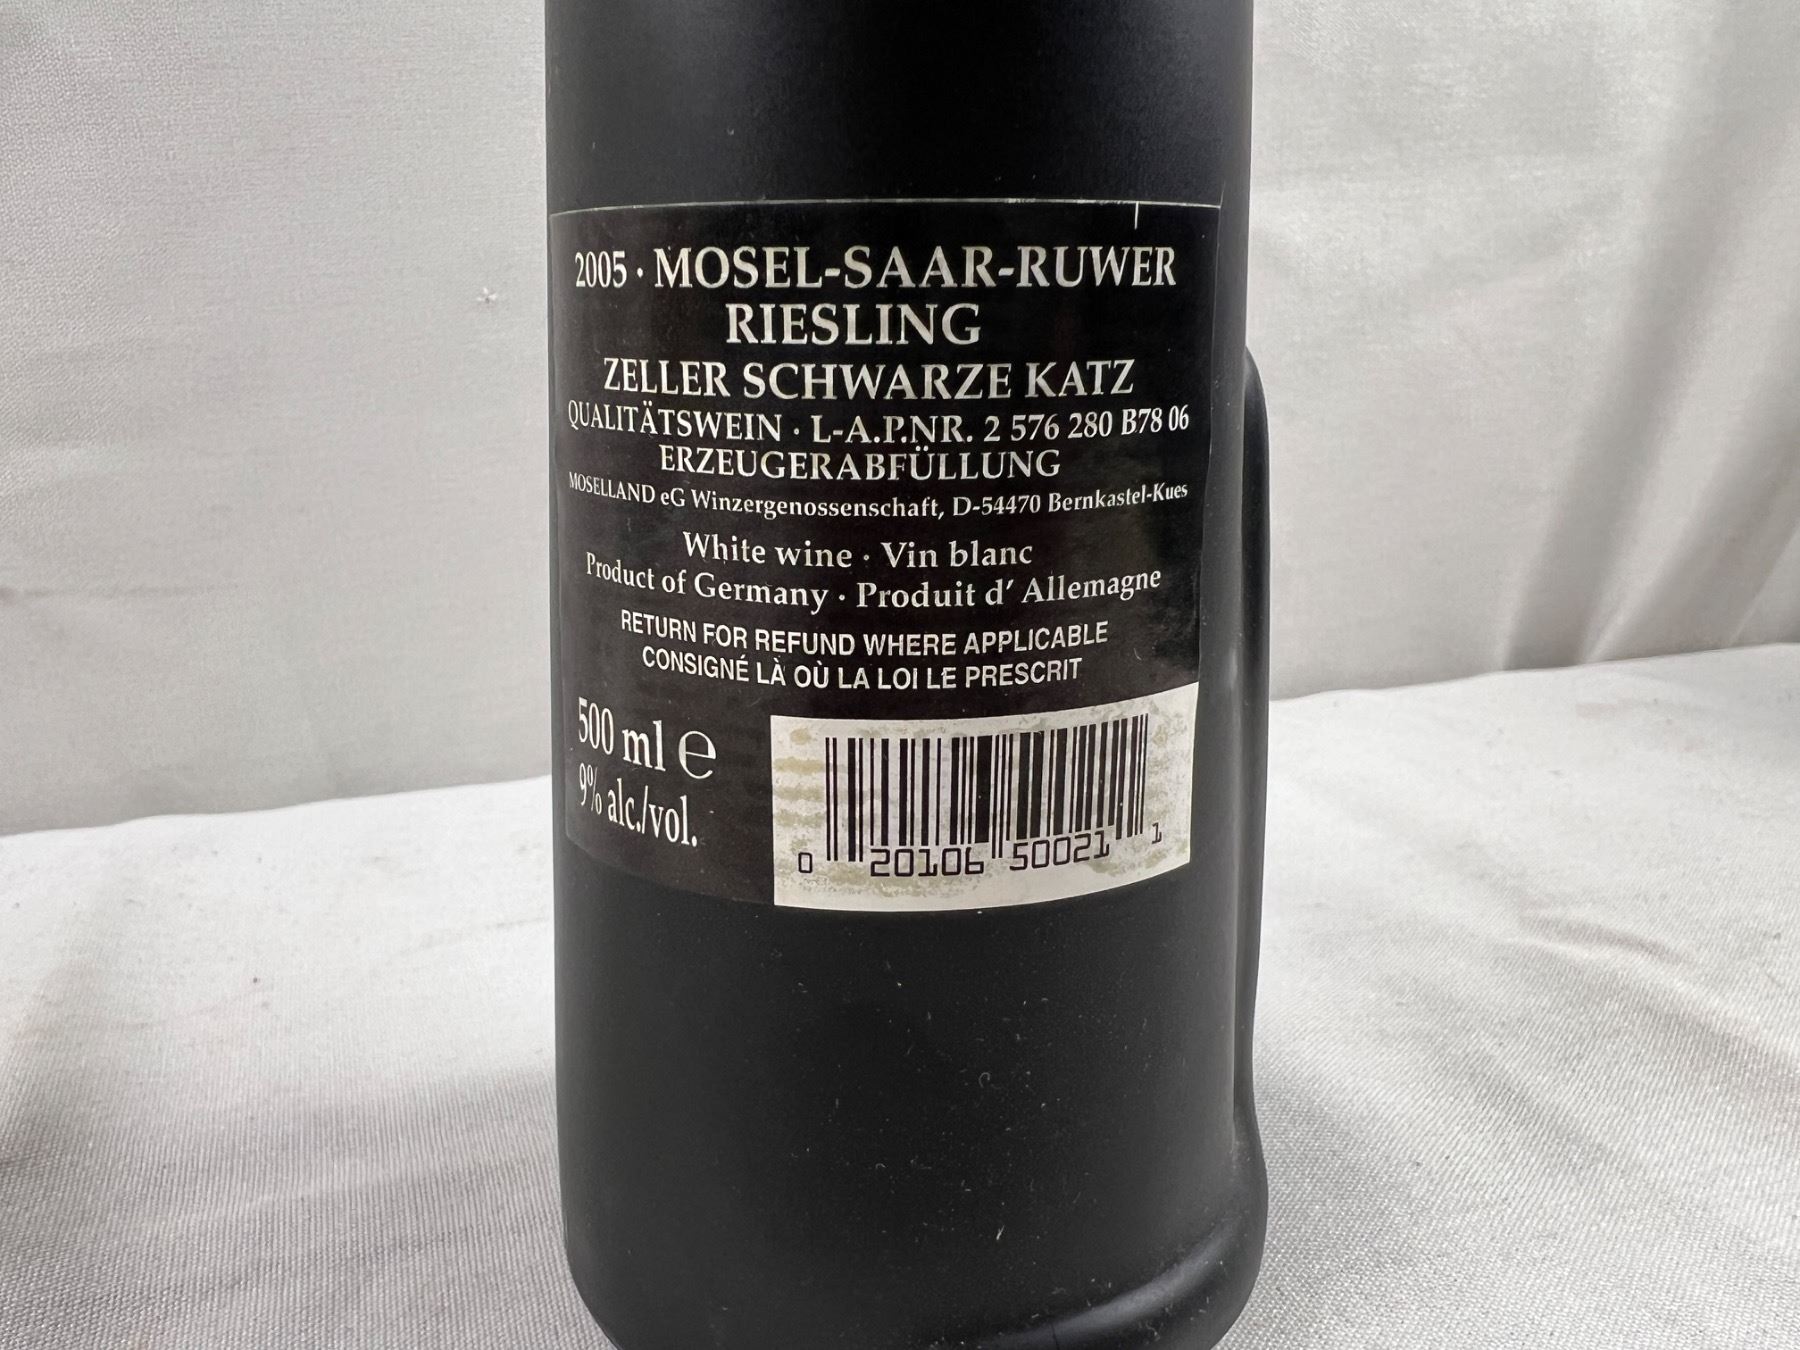 2005 · MOSEL-SAAR-RUWER
RIESLING
ZELLER SCHWARZE KATZ
QUALITÄTSWEIN · L-A.P.NR. 2 576 280 B78 06
ERZEUGERABFÜLLUNG
MOSELLAND eG Winzergenossenschaft, D-54470 Bernkastel-Kues
White wine · Vin blanc
Product of Germany · Produit d' Allemagne
RETURN FOR REFUND WHERE APPLICABLE
CONSIGNÉ LÀ OÙ LA LOI LE PRESCRIT
500 ml ℮
9% alc./vol.
0 20106 50021 1